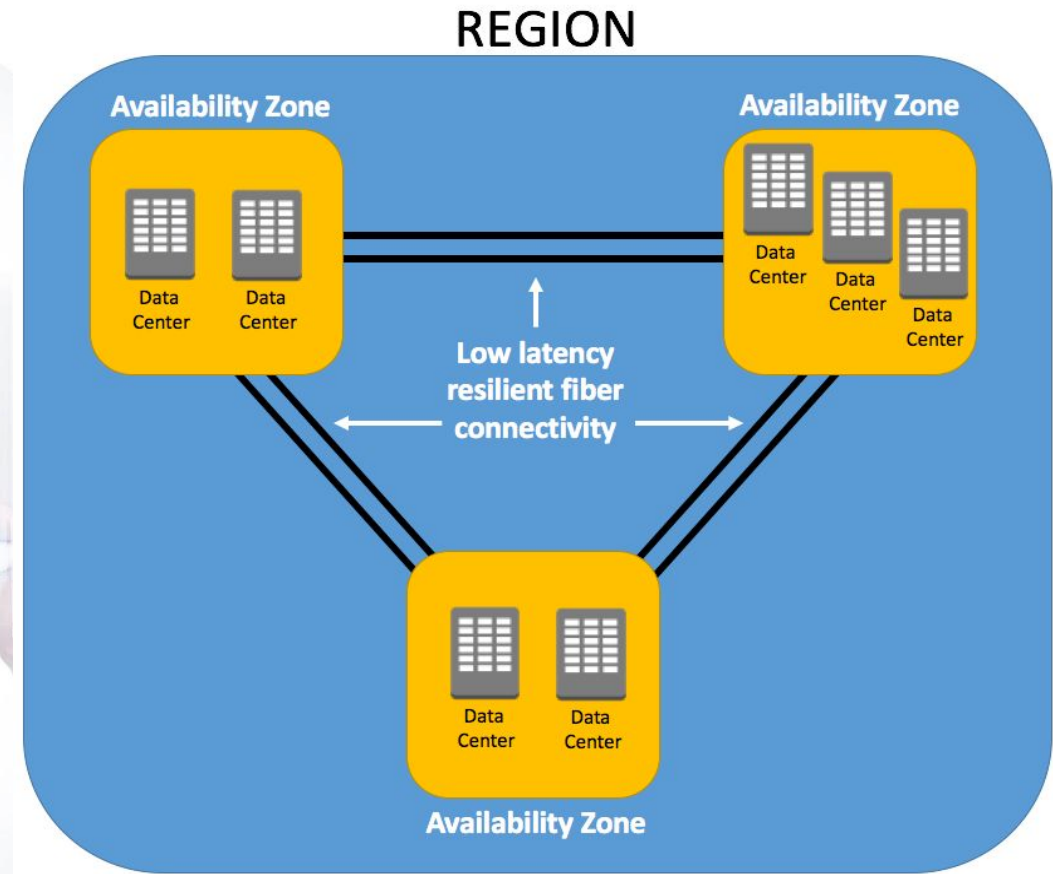 REGION
Availability Zone
Availability Zone
Data
Center
Data
Center
Data
Center
Data
Center
Data
Center
Low latency
resilient fiber
connectivity
Data
Center
Data
Center
Availability Zone